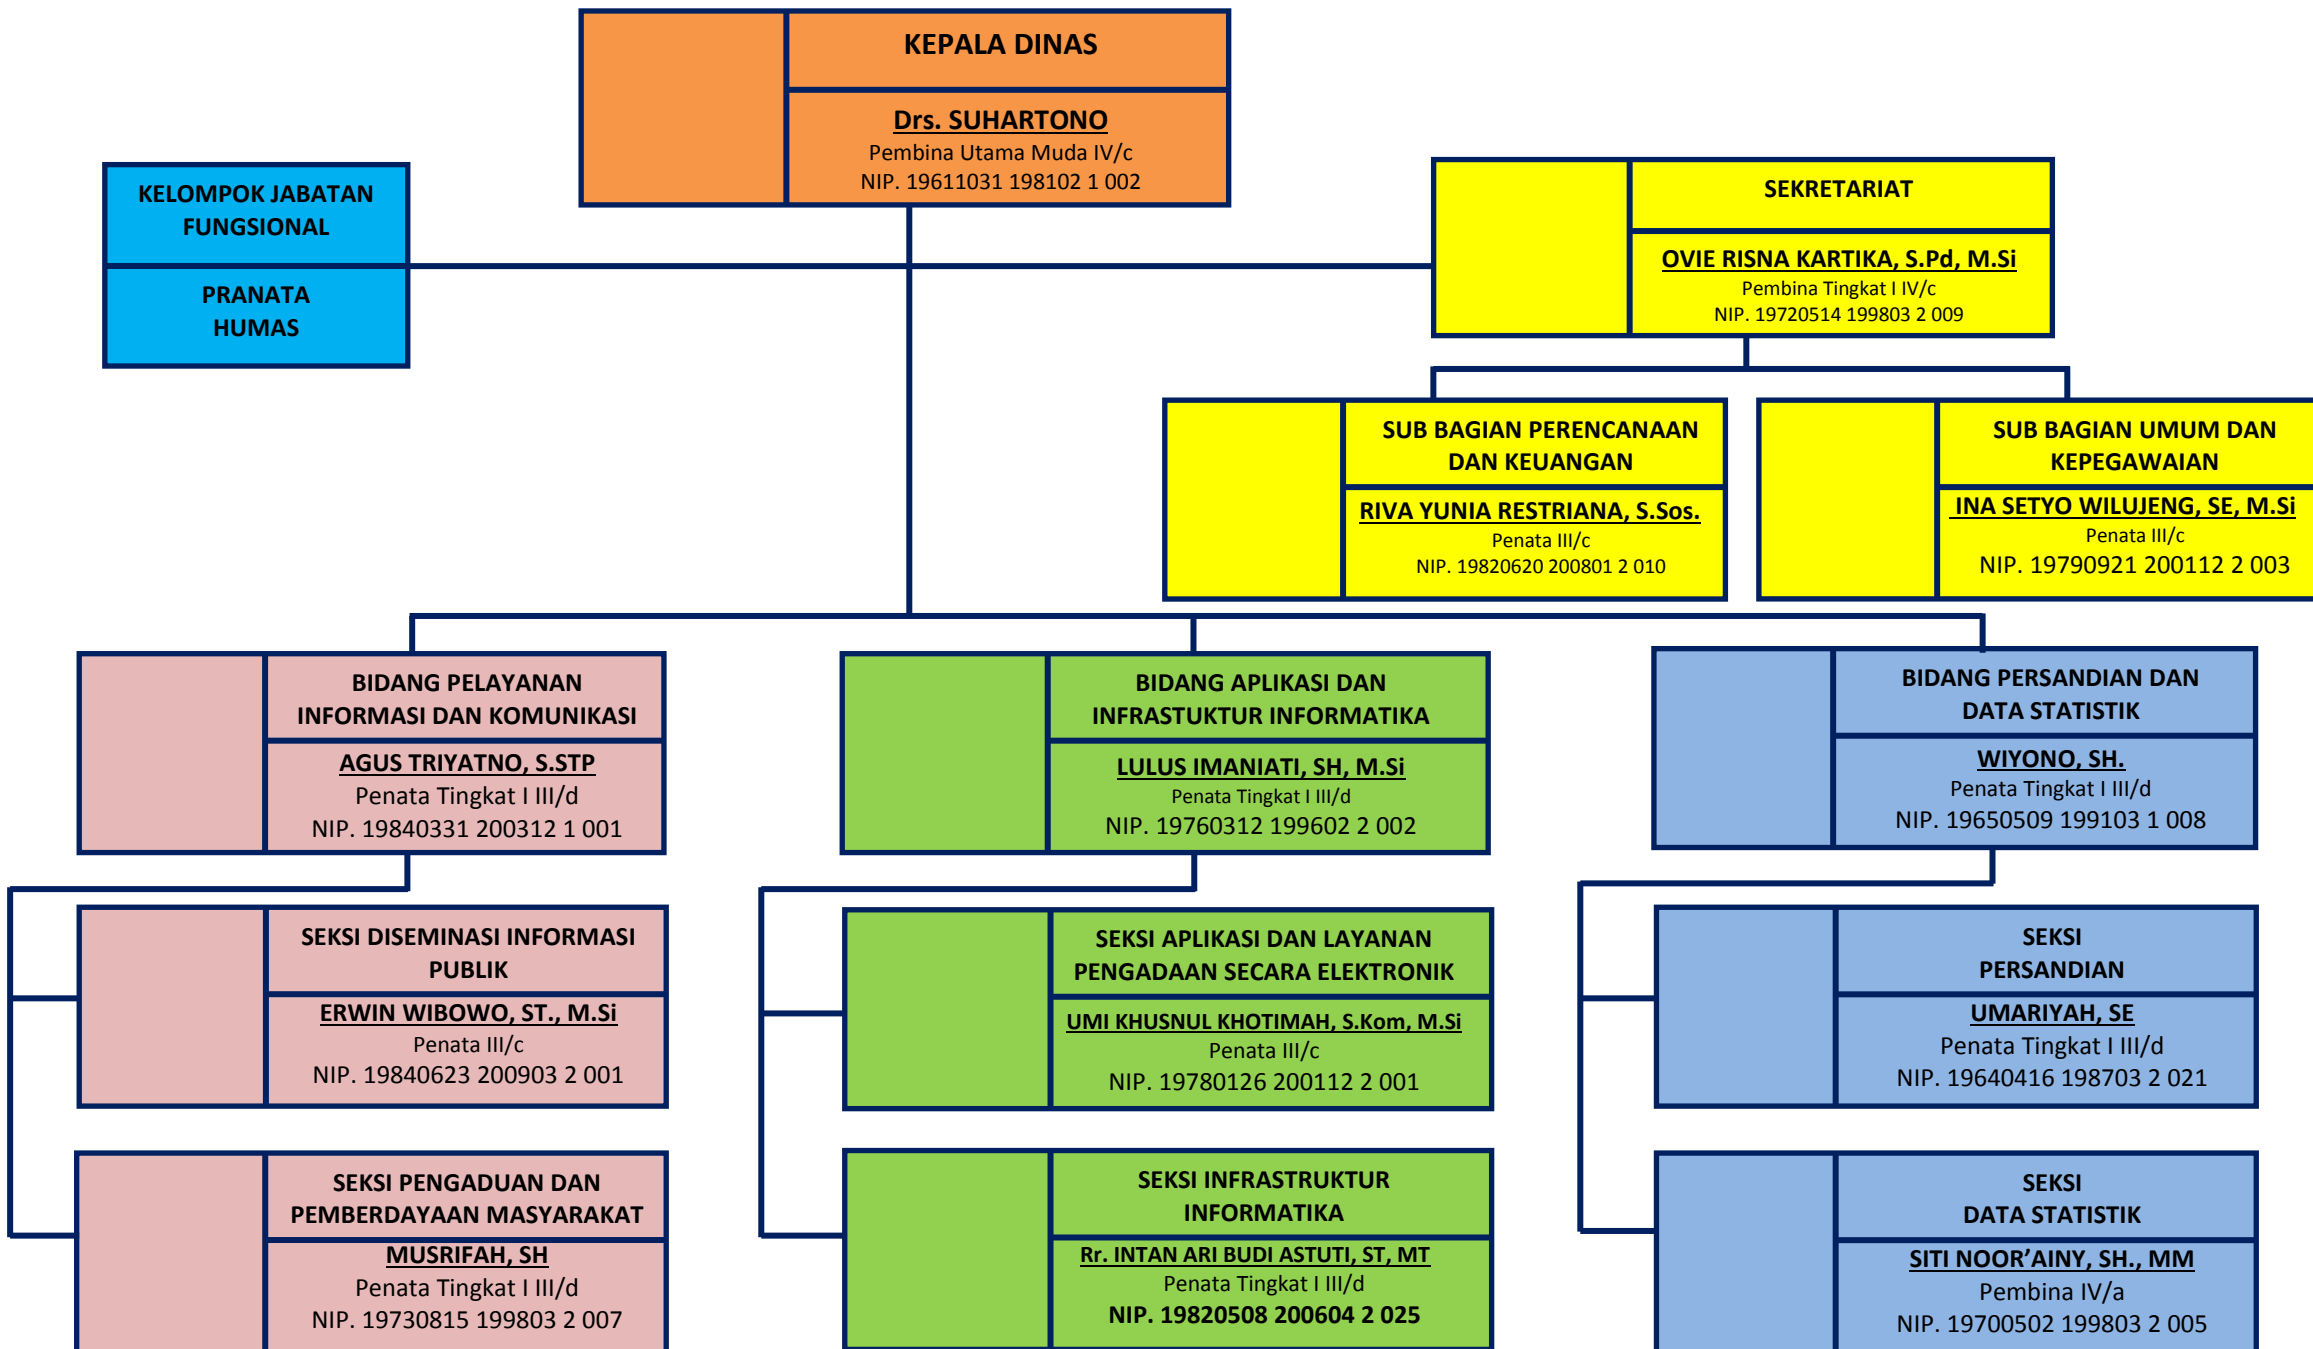 KEPALA DINAS
Drs. SUHARTONO
Pembina Utama Muda IV/c
NIP. 19611031 198102 1 002
KELOMPOK JABATAN
FUNGSIONAL
PRANATA
HUMAS
SEKRETARIAT
OVIE RISNA KARTIKA, S.Pd, M.Si
Pembina Tingkat I IV/c
NIP. 19720514 199803 2 009
SUB BAGIAN PERENCANAAN
DAN KEUANGAN
RIVA YUNIA RESTRIANA, S.Sos.
Penata III/c
NIP. 19820620 200801 2 010
SUB BAGIAN UMUM DAN
KEPEGAWAIAN
INA SETYO WILUJENG, SE, M.Si
Penata III/c
NIP. 19790921 200112 2 003
BIDANG PELAYANAN
INFORMASI DAN KOMUNIKASI
AGUS TRIYATNO, S.STP
Penata Tingkat I III/d
NIP. 19840331 200312 1 001
BIDANG APLIKASI DAN
INFRASTUKTUR INFORMATIKA
LULUS IMANIATI, SH, M.Si
Penata Tingkat I III/d
NIP. 19760312 199602 2 002
BIDANG PERSANDIAN DAN
DATA STATISTIK
WIYONO, SH.
Penata Tingkat I III/d
NIP. 19650509 199103 1 008
SEKSI DISEMINASI INFORMASI
PUBLIK
ERWIN WIBOWO, ST., M.Si
Penata III/c
NIP. 19840623 200903 2 001
SEKSI APLIKASI DAN LAYANAN
PENGADAAN SECARA ELEKTRONIK
UMI KHUSNUL KHOTIMAH, S.Kom, M.Si
Penata III/c
NIP. 19780126 200112 2 001
SEKSI
PERSANDIAN
UMARIYAH, SE
Penata Tingkat I III/d
NIP. 19640416 198703 2 021
SEKSI PENGADUAN DAN
PEMBERDAYAAN MASYARAKAT
MUSRIFAH, SH
Penata Tingkat I III/d
NIP. 19730815 199803 2 007
SEKSI INFRASTRUKTUR
INFORMATIKA
Rr. INTAN ARI BUDI ASTUTI, ST, MT
Penata Tingkat I III/d
NIP. 19820508 200604 2 025
SEKSI
DATA STATISTIK
SITI NOOR’AINY, SH., MM
Pembina IV/a
NIP. 19700502 199803 2 005